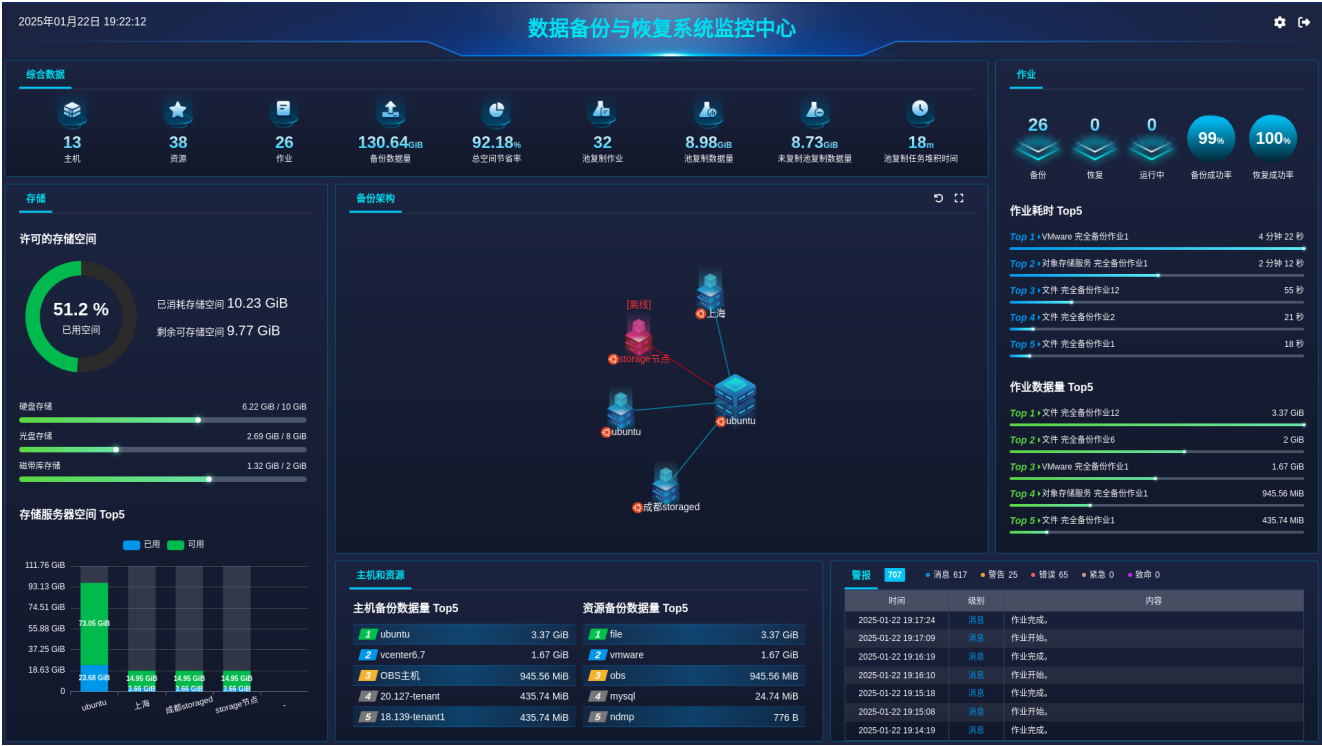 2025年01月22日 19:22:12
数据备份与恢复系统监控中心
综合数据
13
主机
38
资源
26
作业
130.64GiB
备份数据量
92.18%
总空间节省率
32
池复制作业
8.98GiB
池复制数据量
8.73GiB
未复制池复制数据量
18m
池复制任务堆积时间
作业
26
备份
0
恢复
0
运行中
99%
备份成功率
100%
恢复成功率
作业耗时 Top5
Top 1 VMware 完全备份作业1 4 分钟 22 秒
Top 2 对象存储服务 完全备份作业1 2 分钟 12 秒
Top 3 文件 完全备份作业12 55 秒
Top 4 文件 完全备份作业2 21 秒
Top 5 文件 完全备份作业1 18 秒
作业数据量 Top5
Top 1 文件 完全备份作业12 3.37 GiB
Top 2 文件 完全备份作业6 2 GiB
Top 3 VMware 完全备份作业1 1.67 GiB
Top 4 对象存储服务 完全备份作业1 945.56 MiB
Top 5 文件 完全备份作业1 435.74 MiB
存储
许可的存储空间
51.2 %
已用空间
已消耗存储空间 10.23 GiB
剩余可存储空间 9.77 GiB
硬盘存储 6.22 GiB / 10 GiB
光盘存储 2.69 GiB / 8 GiB
磁带库存储 1.32 GiB / 2 GiB
存储服务器空间 Top5
已用 可用
111.76 GiB
93.13 GiB
74.51 GiB
55.88 GiB
37.25 GiB
18.63 GiB
0
73.05 GiB
23.68 GiB
14.95 GiB
3.66 GiB
14.95 GiB
3.66 GiB
14.95 GiB
3.66 GiB
ubuntu
上海
成都storaged
storage节点
-
备份架构
[离线]
上海
storage节点
ubuntu
ubuntu
成都storaged
主机和资源
主机备份数据量 Top5
1 ubuntu 3.37 GiB
2 vcenter6.7 1.67 GiB
3 OBS主机 945.56 MiB
4 20.127-tenant 435.74 MiB
5 18.139-tenant1 435.74 MiB
资源备份数据量 Top5
1 file 3.37 GiB
2 vmware 1.67 GiB
3 obs 945.56 MiB
4 mysql 24.74 MiB
5 ndmp 776 B
警报 707 消息 617 警告 25 错误 65 紧急 0 致命 0
时间 级别 内容
2025-01-22 19:17:24 消息 作业完成。
2025-01-22 19:17:09 消息 作业开始。
2025-01-22 19:16:19 消息 作业完成。
2025-01-22 19:16:10 消息 作业开始。
2025-01-22 19:15:18 消息 作业完成。
2025-01-22 19:15:08 消息 作业开始。
2025-01-22 19:14:19 消息 作业完成。